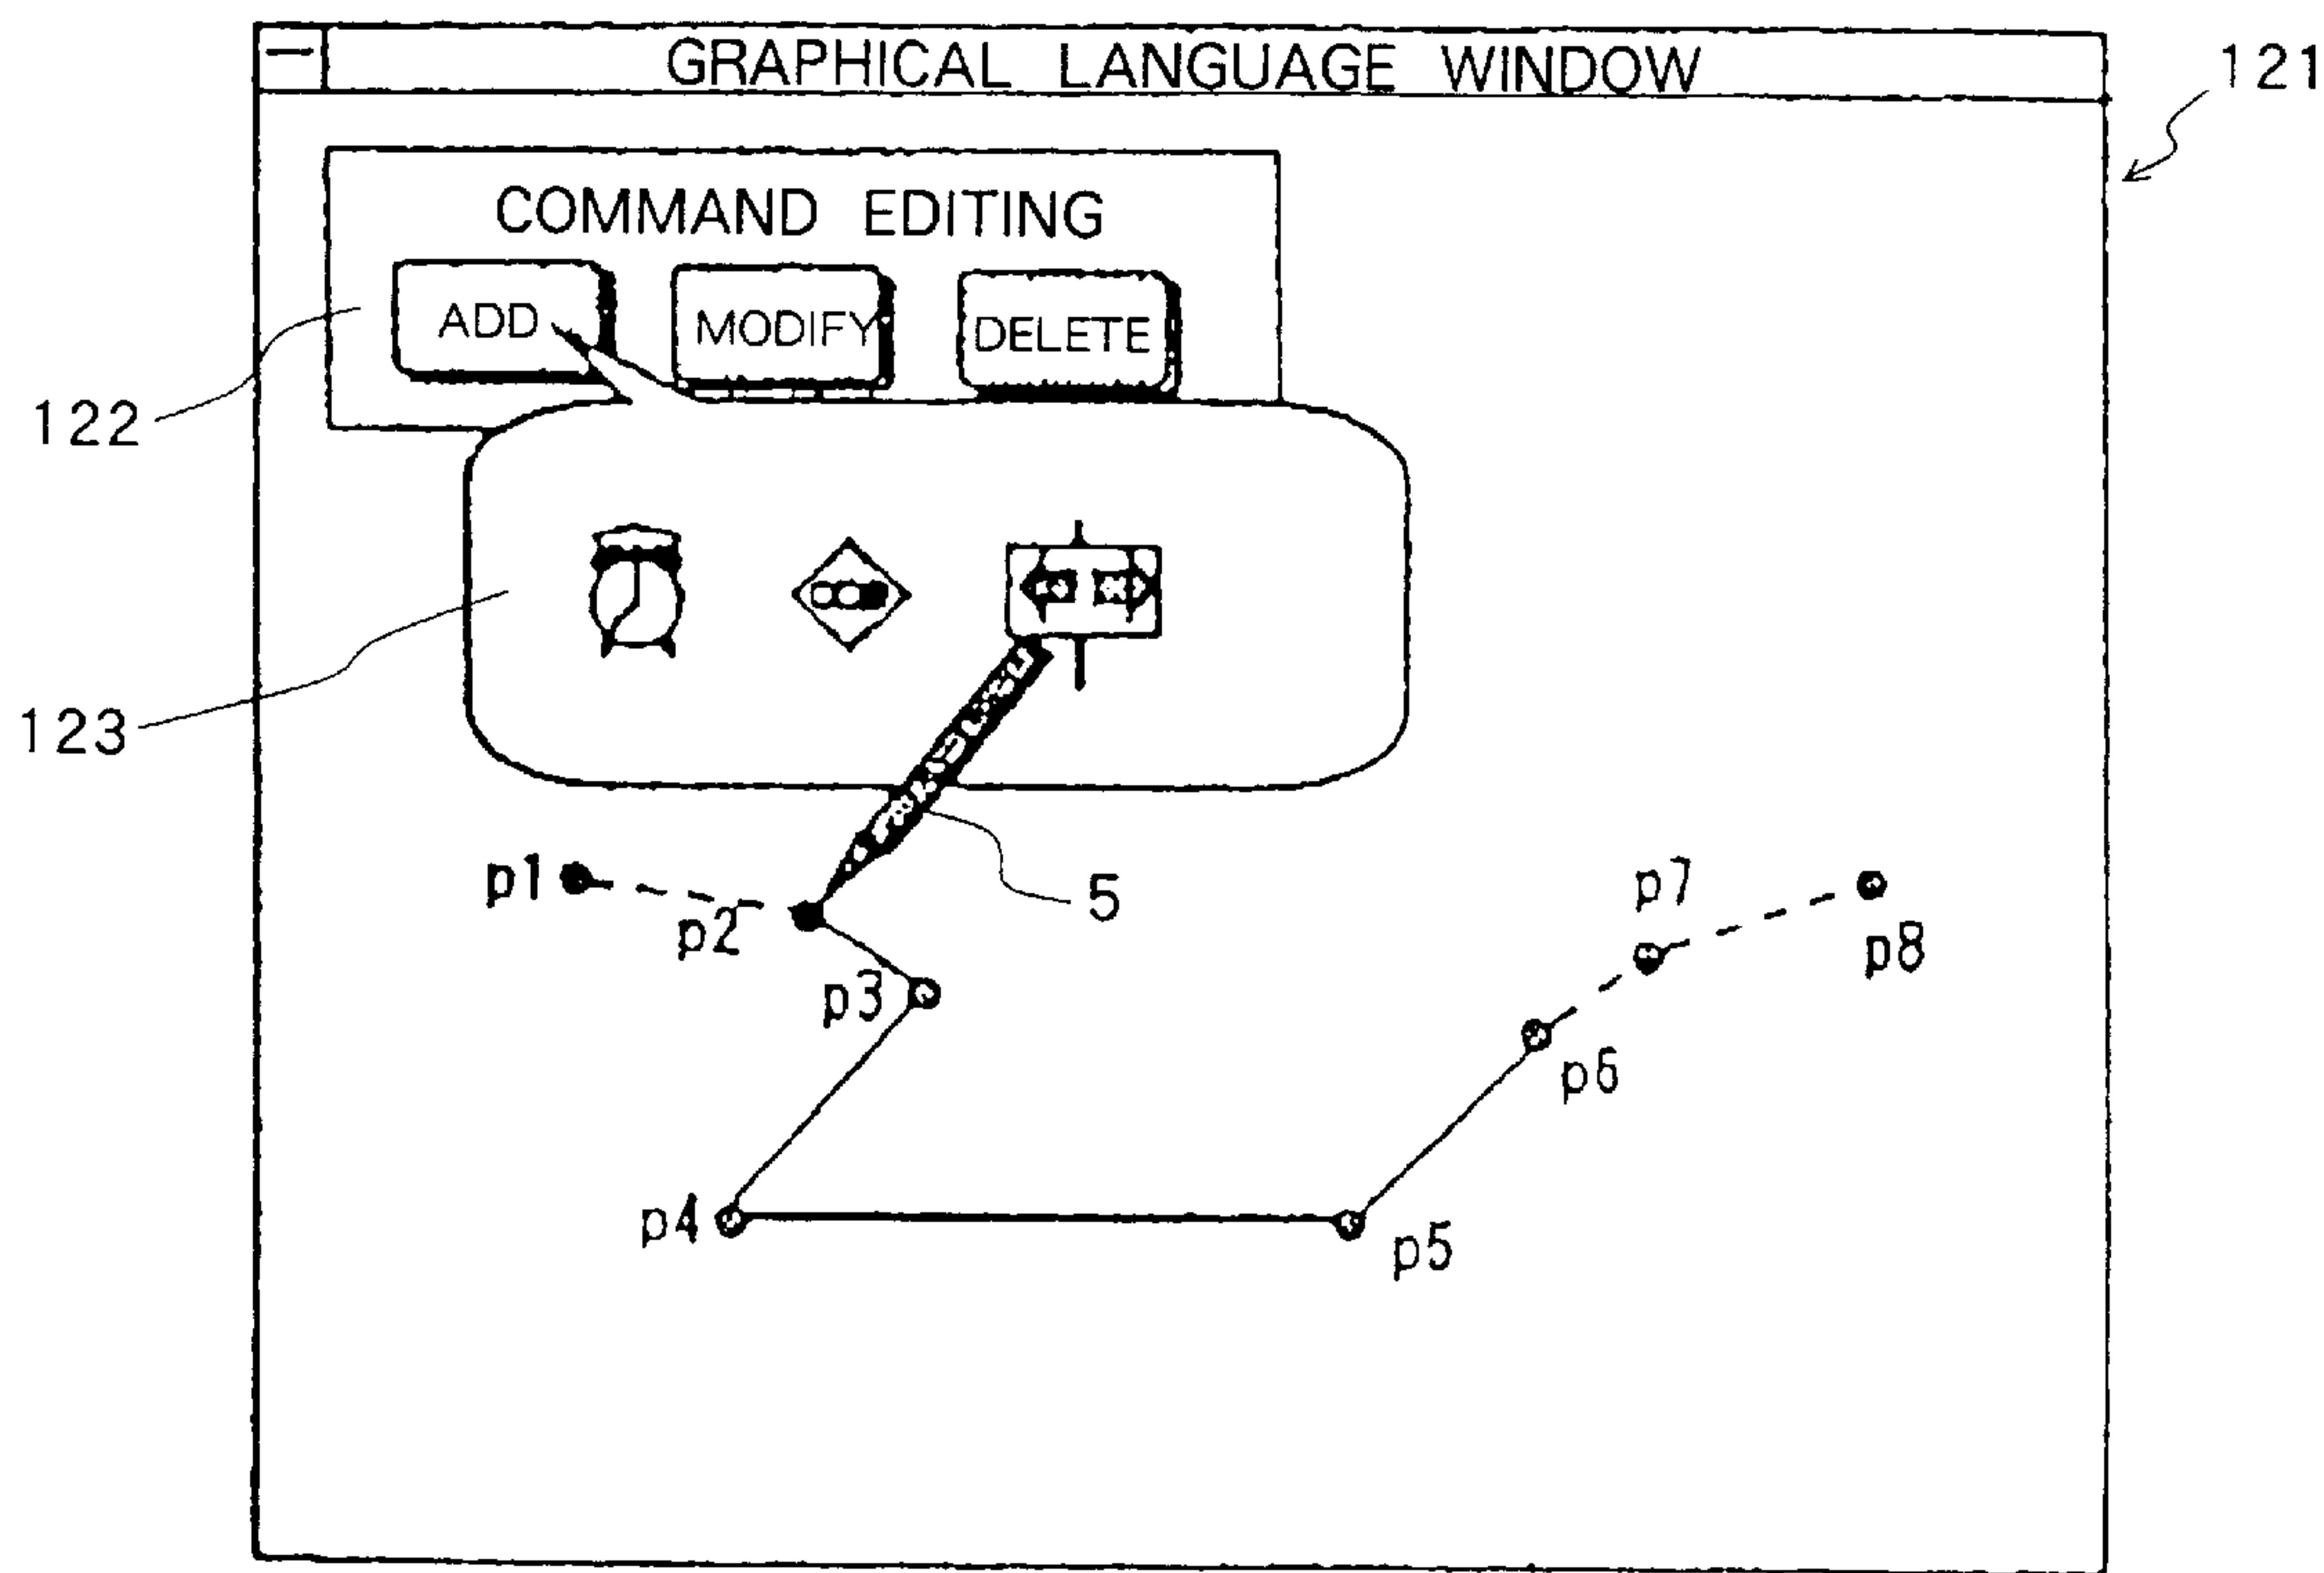 GRAPHICAL LANGUAGE WINDOW
121
COMMAND EDITING
ADD MODIFY DELETE
122
123
5
p1
p2
p3
p4
p5
p6
p7
p8